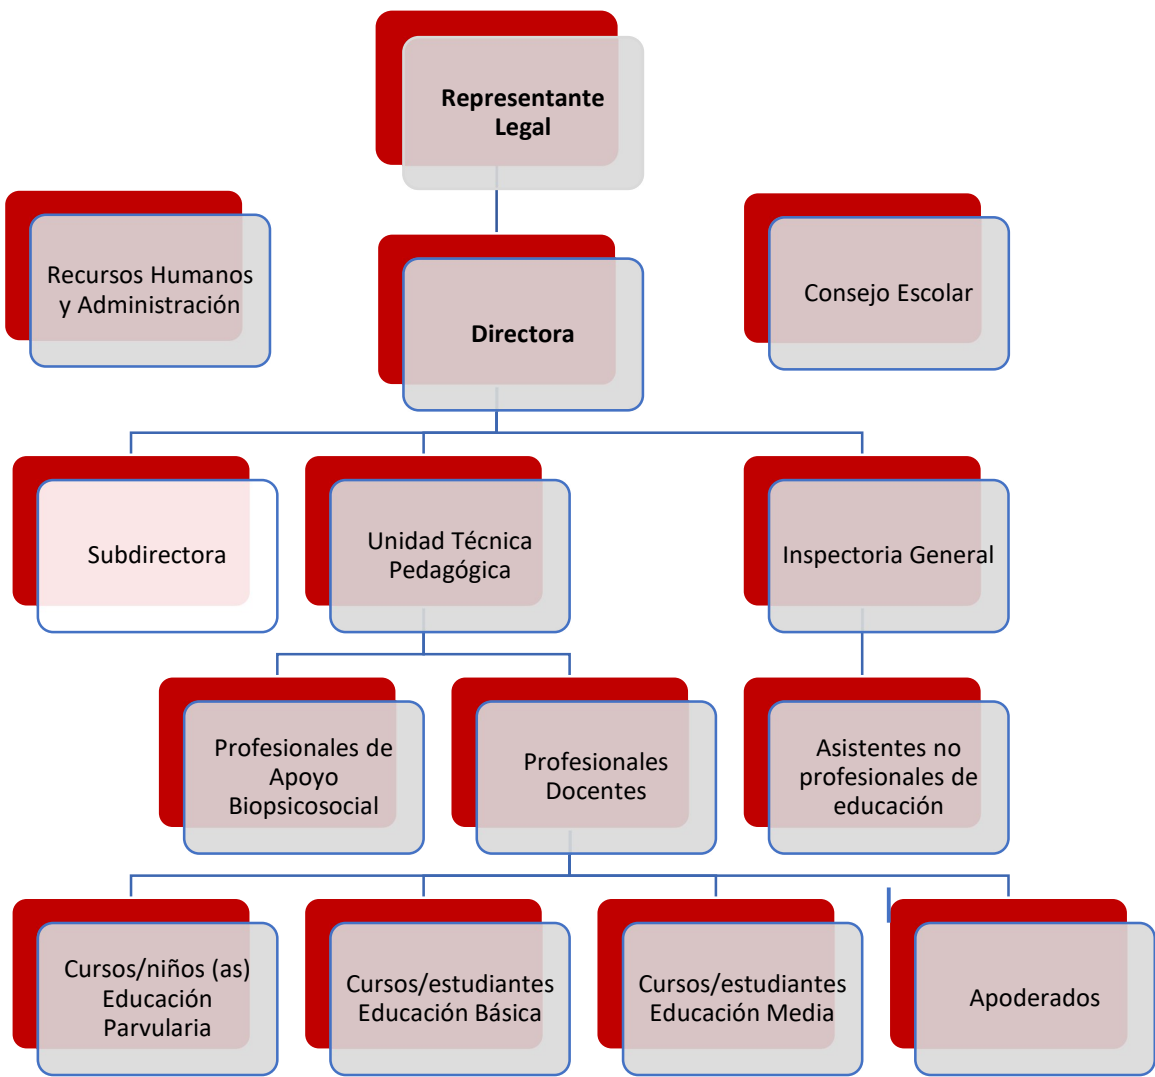 Representante
Legal
Recursos Humanos
y Administración
Directora
Consejo Escolar
Subdirectora
Unidad Técnica
Pedagógica
Inspectoria General
Profesionales de
Apoyo
Biopsicosocial
Profesionales
Docentes
Asistentes no
profesionales de
educación
Cursos/niños (as)
Educación
Parvularia
Cursos/estudiantes
Educación Básica
Cursos/estudiantes
Educación Media
Apoderados